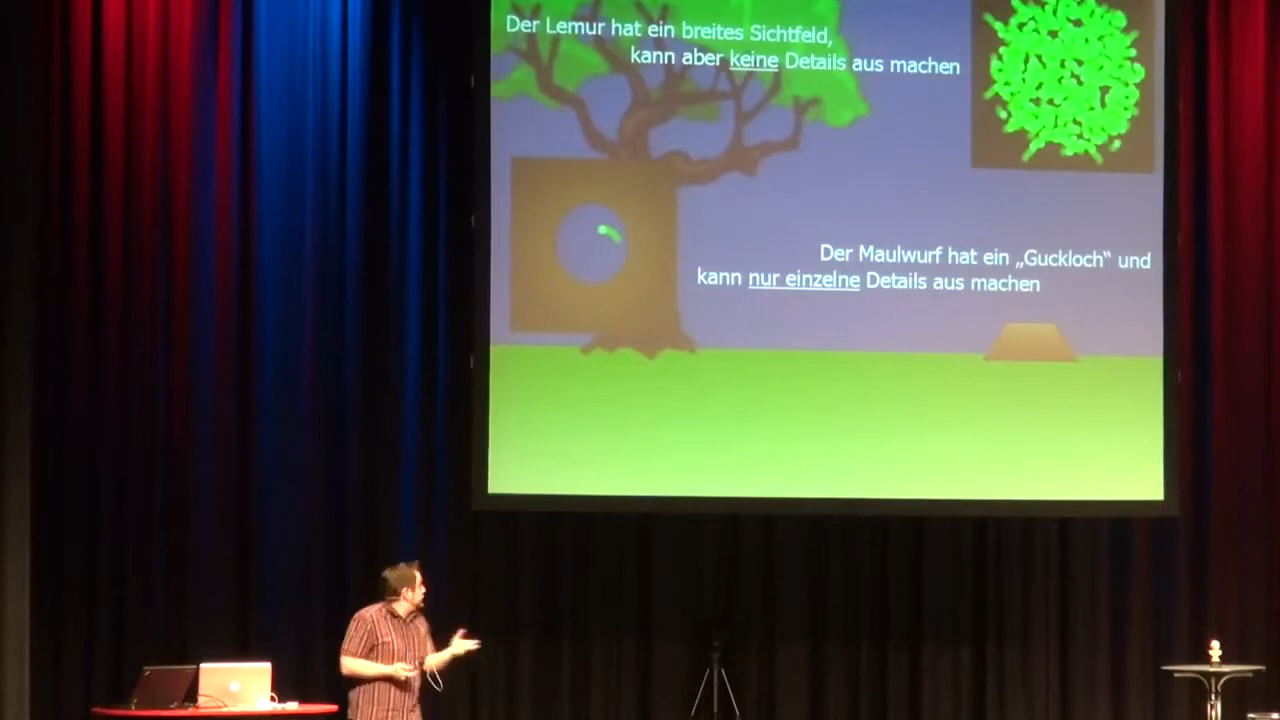 Der Lemur hat ein breites Sichtfeld,
kann aber keine Details aus machen
Der Maulwurf hat ein „Guckloch“ und
kann nur einzelne Details aus machen